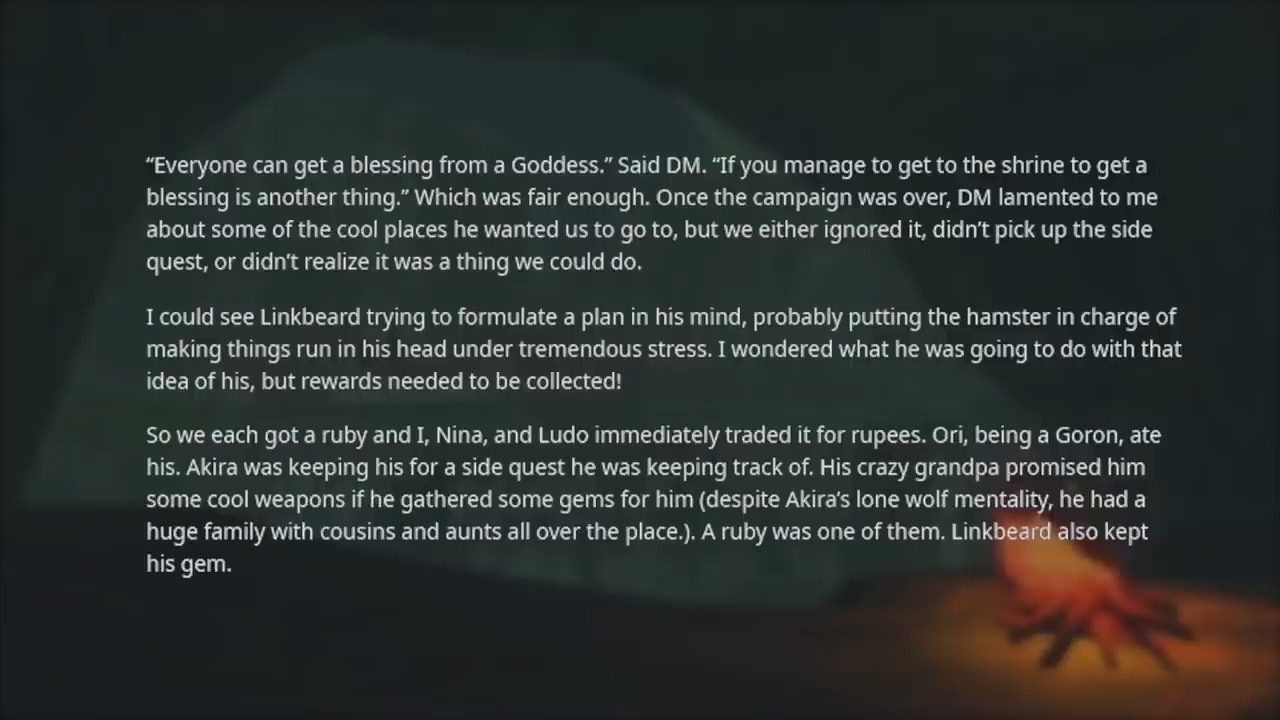 “Everyone can get a blessing from a Goddess.” Said DM. “If you manage to get to the shrine to get a
blessing is another thing.” Which was fair enough. Once the campaign was over, DM lamented to me
about some of the cool places he wanted us to go to, but we either ignored it, didn’t pick up the side
quest, or didn’t realize it was a thing we could do.
I could see Linkbeard trying to formulate a plan in his mind, probably putting the hamster in charge of
making things run in his head under tremendous stress. I wondered what he was going to do with that
idea of his, but rewards needed to be collected!
So we each got a ruby and I, Nina, and Ludo immediately traded it for rupees. Ori, being a Goron, ate
his. Akira was keeping his for a side quest he was keeping track of. His crazy grandpa promised him
some cool weapons if he gathered some gems for him (despite Akira’s lone wolf mentality, he had a
huge family with cousins and aunts all over the place.). A ruby was one of them. Linkbeard also kept
his gem.